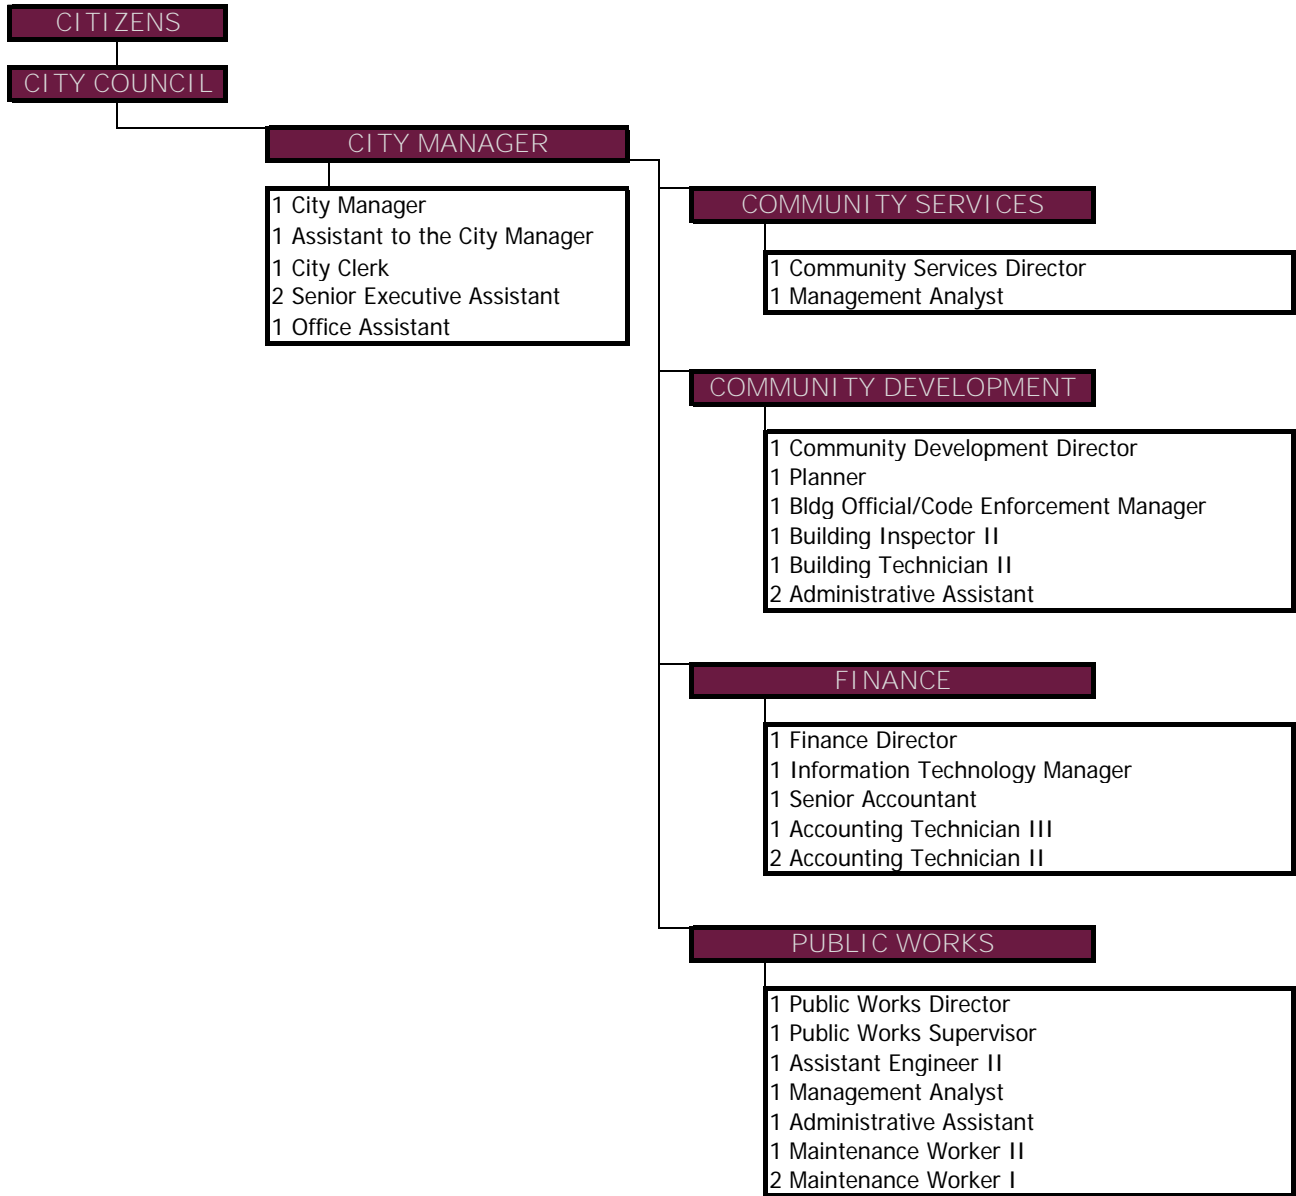 CITIZENS
CITY COUNCIL
CITY MANAGER
1 City Manager
1 Assistant to the City Manager
1 City Clerk
2 Senior Executive Assistant
1 Office Assistant
COMMUNITY SERVICES
1 Community Services Director
1 Management Analyst
COMMUNITY DEVELOPMENT
1 Community Development Director
1 Planner
1 Bldg Official/Code Enforcement Manager
1 Building Inspector II
1 Building Technician II
2 Administrative Assistant
FINANCE
1 Finance Director
1 Information Technology Manager
1 Senior Accountant
1 Accounting Technician III
2 Accounting Technician II
PUBLIC WORKS
1 Public Works Director
1 Public Works Supervisor
1 Assistant Engineer II
1 Management Analyst
1 Administrative Assistant
1 Maintenance Worker II
2 Maintenance Worker I